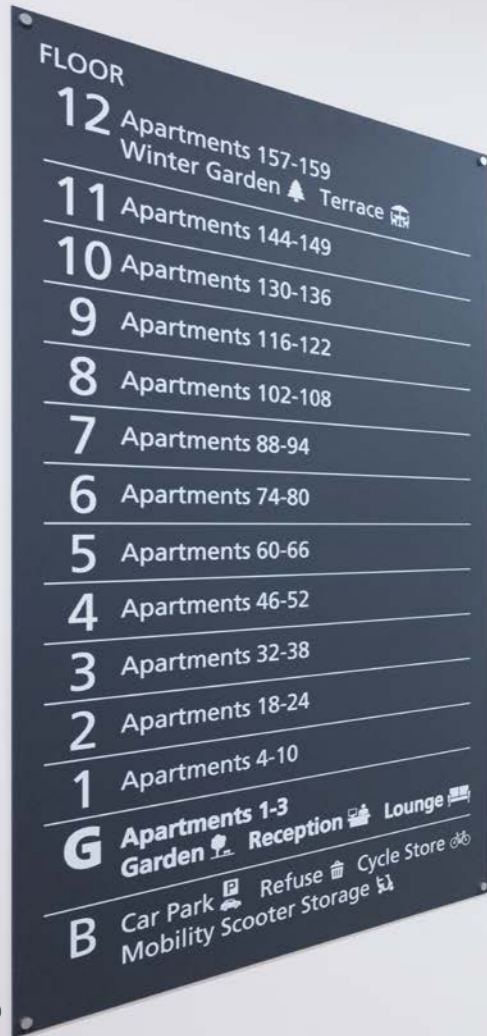 FLOOR
12 Apartments 157-159
Winter Garden Terrace
11 Apartments 144-149
10 Apartments 130-136
9 Apartments 116-122
8 Apartments 102-108
7 Apartments 88-94
6 Apartments 74-80
5 Apartments 60-66
4 Apartments 46-52
3 Apartments 32-38
2 Apartments 18-24
1 Apartments 4-10
G Apartments 1-3
Garden Reception Lounge
B Car Park P Refuse Cycle Store
Mobility Scooter Storage